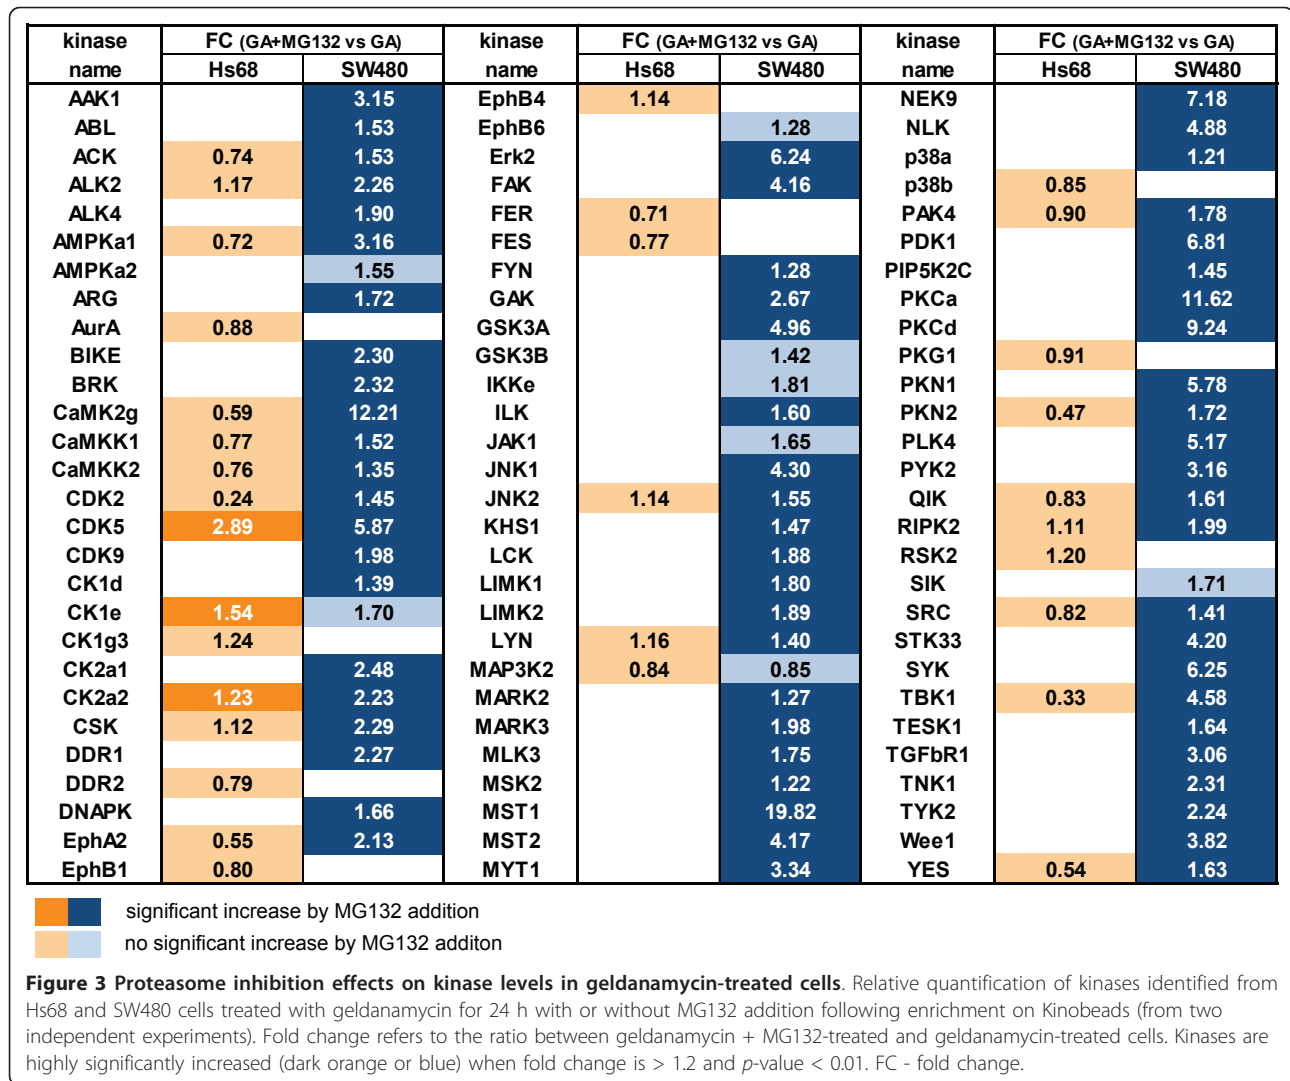 kinase FC (GA+MG132 vs GA) kinase FC (GA+MG132 vs GA) kinase FC (GA+MG132 vs GA)
name Hs68 SW480 name Hs68 SW480 name Hs68 SW480
AAK1 3.15 EphB4 1.14 NEK9 7.18
ABL 1.53 EphB6 1.28 NLK 4.88
ACK 0.74 1.53 Erk2 6.24 p38a 1.21
ALK2 1.17 2.26 FAK 4.16 p38b 0.85
ALK4 1.90 FER 0.71 PAK4 0.90 1.78
AMPKa1 0.72 3.16 FES 0.77 PDK1 6.81
AMPKa2 1.55 FYN 1.28 PIP5K2C 1.45
ARG 1.72 GAK 2.67 PKCa 11.62
AurA 0.88 GSK3A 4.96 PKCd 9.24
BIKE 2.30 GSK3B 1.42 PKG1 0.91
BRK 2.32 IKKe 1.81 PKN1 5.78
CaMK2g 0.59 12.21 ILK 1.60 PKN2 0.47 1.72
CaMKK1 0.77 1.52 JAK1 1.65 PLK4 5.17
CaMKK2 0.76 1.35 JNK1 4.30 PYK2 3.16
CDK2 0.24 1.45 JNK2 1.14 1.55 QIK 0.83 1.61
CDK5 2.89 5.87 KHS1 1.47 RIPK2 1.11 1.99
CDK9 1.98 LCK 1.88 RSK2 1.20
CK1d 1.39 LIMK1 1.80 SIK 1.71
CK1e 1.54 1.70 LIMK2 1.89 SRC 0.82 1.41
CK1g3 1.24 LYN 1.16 1.40 STK33 4.20
CK2a1 2.48 MAP3K2 0.84 0.85 SYK 6.25
CK2a2 1.23 2.23 MARK2 1.27 TBK1 0.33 4.58
CSK 1.12 2.29 MARK3 1.98 TESK1 1.64
DDR1 2.27 MLK3 1.75 TGFbR1 3.06
DDR2 0.79 MSK2 1.22 TNK1 2.31
DNAPK 1.66 MST1 19.82 TYK2 2.24
EphA2 0.55 2.13 MST2 4.17 Wee1 3.82
EphB1 0.80 MYT1 3.34 YES 0.54 1.63
significant increase by MG132 addition
no significant increase by MG132 additon
Figure 3 Proteasome inhibition effects on kinase levels in geldanamycin-treated cells. Relative quantification of kinases identified from
Hs68 and SW480 cells treated with geldanamycin for 24 h with or without MG132 addition following enrichment on Kinobeads (from two
independent experiments). Fold change refers to the ratio between geldanamycin + MG132-treated and geldanamycin-treated cells. Kinases are
highly significantly increased (dark orange or blue) when fold change is > 1.2 and p-value < 0.01. FC - fold change.